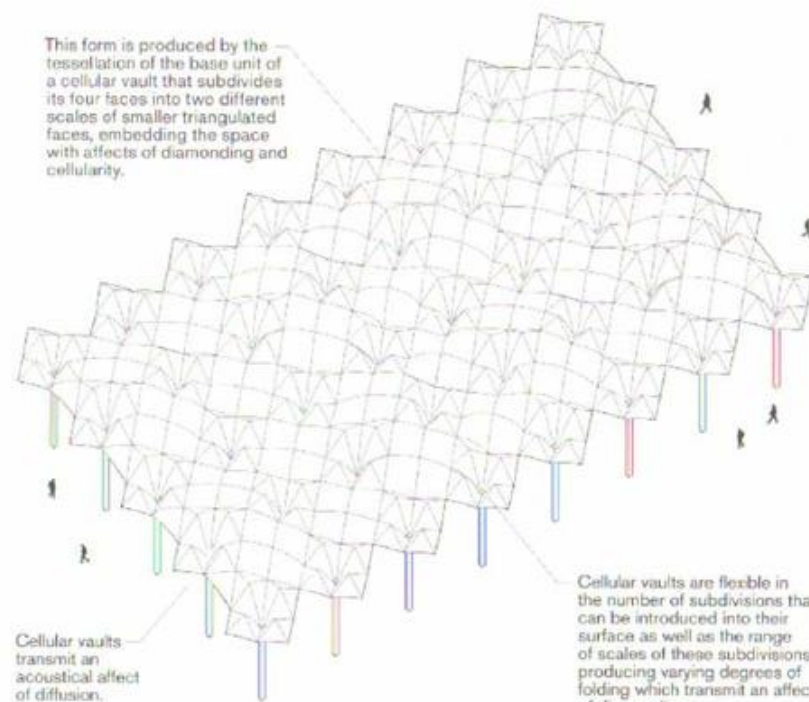 This form is produced by the
tessellation of the base unit of
a cellular vault that subdivides
its four faces into two different
scales of smaller triangulated
faces, embedding the space
with affects of diamonding and
cellularity.
Cellular vaults
transmit an
acoustical affect
of diffusion.
Cellular vaults are flexible in
the number of subdivisions tha
can be introduced into their
surface as well as the range
of scales of these subdivisions
producing varying degrees of
folding which transmit an affec